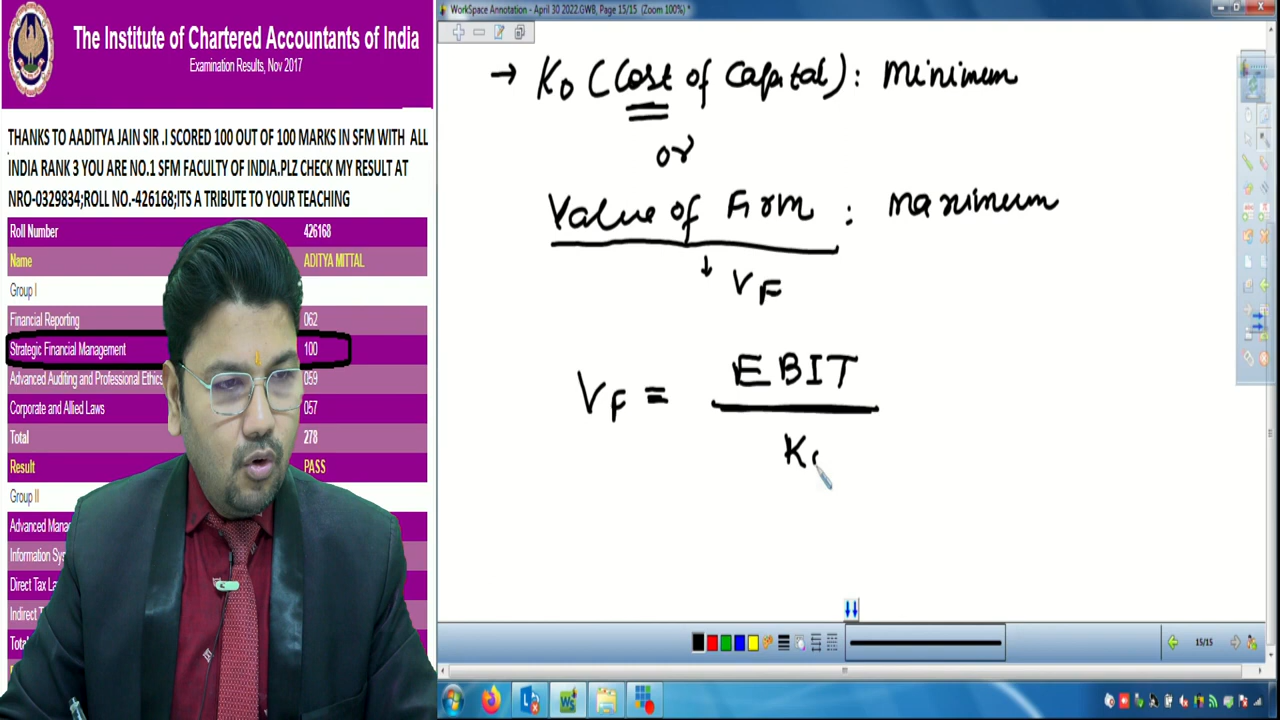 The Institute of Chartered Accountants of India
Examination Results, Nov 2017
THANKS TO AADITYA JAIN SIR .I SCORED 100 OUT OF 100 MARKS IN SFM WITH ALL
INDIA RANK 3 YOU ARE NO.1 SFM FACULTY OF INDIA.PLZ CHECK MY RESULT AT
NRO-0329834;ROLL NO.-426168;ITS A TRIBUTE TO YOUR TEACHING
Roll Number 426168
Name ADITYA MITTAL
Group I
Financial Reporting 062
Strategic Financial Management 100
Advanced Auditing and Professional Ethics 059
Corporate and Allied Laws 057
Total 278
Result PASS
Group II
Advanced
Information
Direct Tax
Indirect
WorkSpace Annotation - April 30 2022.GWB, Page 15/15 (Zoom 100%) *
→ K₀ (Cost of Capital) : Minimum
or
Value of Firm : Maximum
↓ VF
VF = EBIT
K
15/15